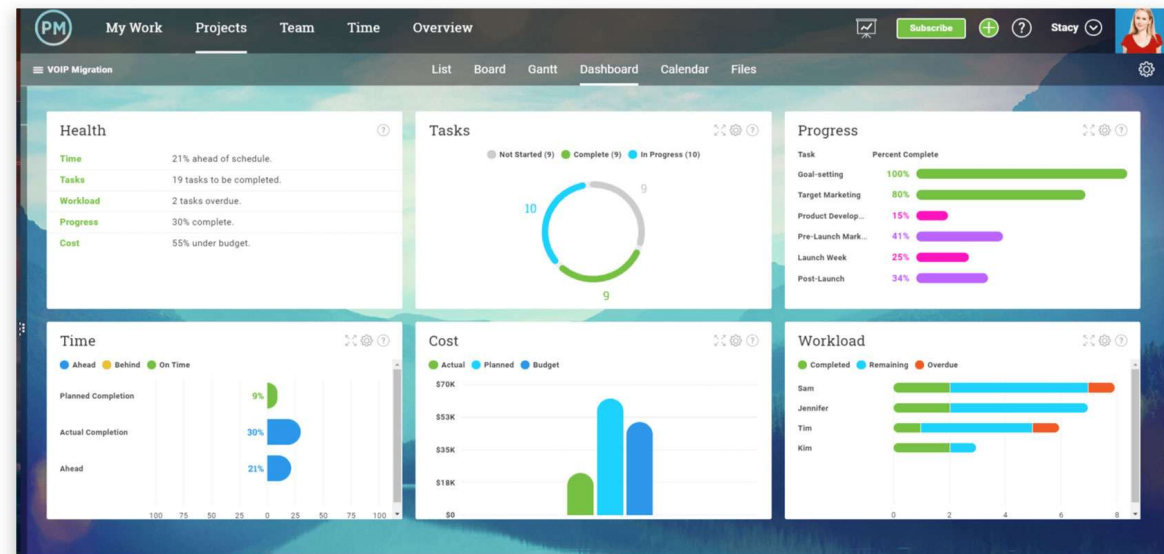 PM My Work Projects Team Time Overview Subscribe ? Stacy
VOIP Migration List Board Gantt Dashboard Calendar Files
Health ?
Time 21% ahead of schedule.
Tasks 19 tasks to be completed.
Workload 2 tasks overdue.
Progress 30% complete.
Cost 55% under budget.
Tasks ?
Not Started (9) Complete (9) In Progress (10)
9
10
9
Progress ?
Task Percent Complete
Goal-setting 100%
Target Marketing 80%
Product Develop... 15%
Pre-Launch Mark... 41%
Launch Week 25%
Post-Launch 34%
Time ?
Ahead Behind On Time
Planned Completion 9%
Actual Completion 30%
Ahead 21%
100 75 50 25 0 25 50 75 100
Cost ?
Actual Planned Budget
$70K
$53K
$35K
$18K
$0
Workload ?
Completed Remaining Overdue
Sam
Jennifer
Tim
Kim
0 2 4 6 8